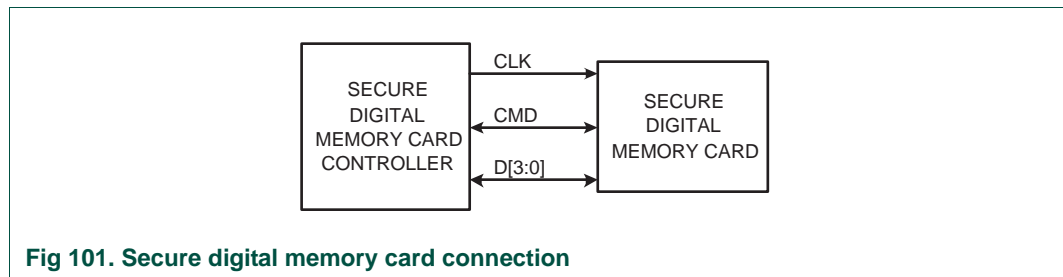 SECURE
DIGITAL
MEMORY CARD
CONTROLLER
CLK
CMD
D[3:0]
SECURE
DIGITAL
MEMORY CARD
Fig 101. Secure digital memory card connection